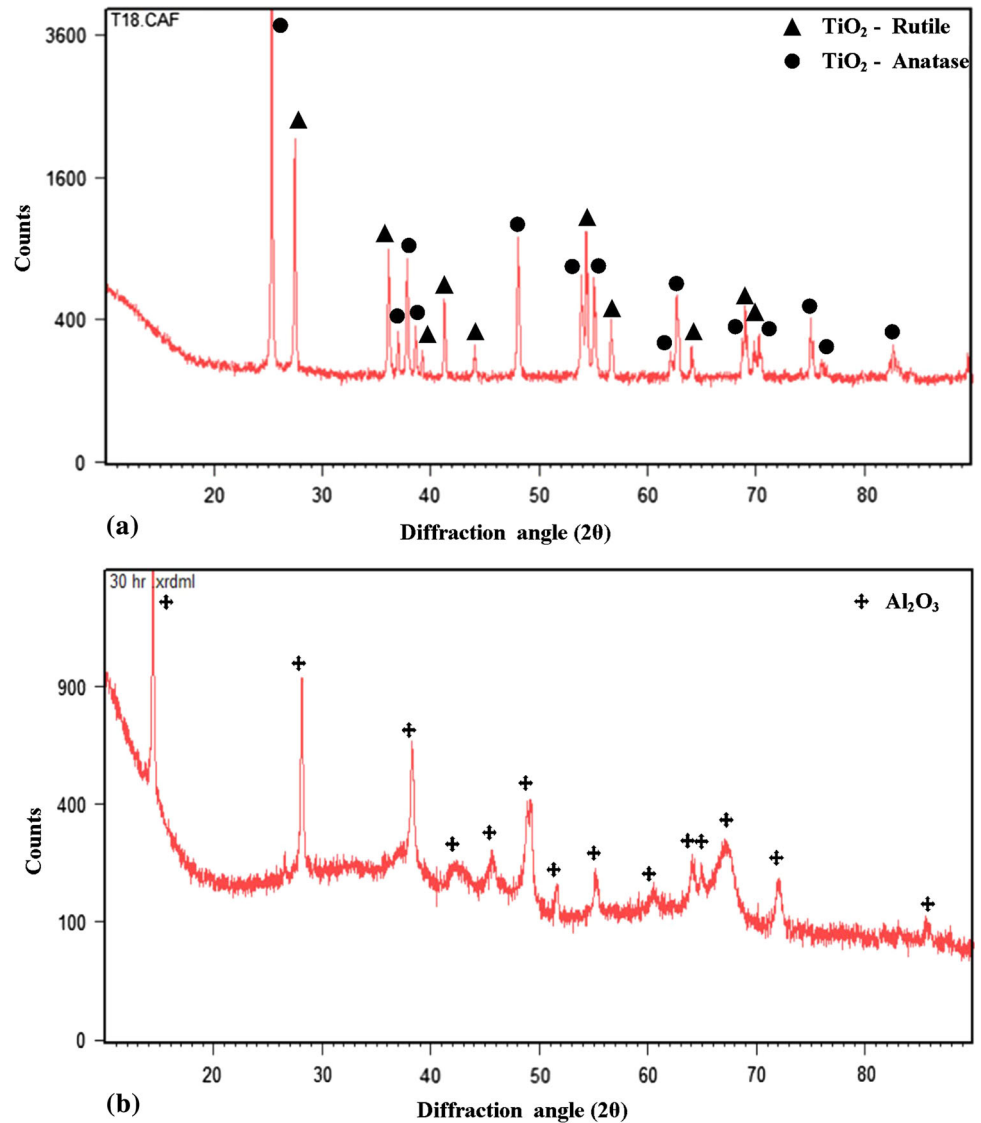 T18.CAF
▲ TiO₂ - Rutile
● TiO₂ - Anatase
3600
1600
400
0
Counts
20 30 40 50 60 70 80
(a)
Diffraction angle (2θ)
30 hr .xrdml
Al₂O₃
900
400
100
0
Counts
20 30 40 50 60 70 80
(b)
Diffraction angle (2θ)